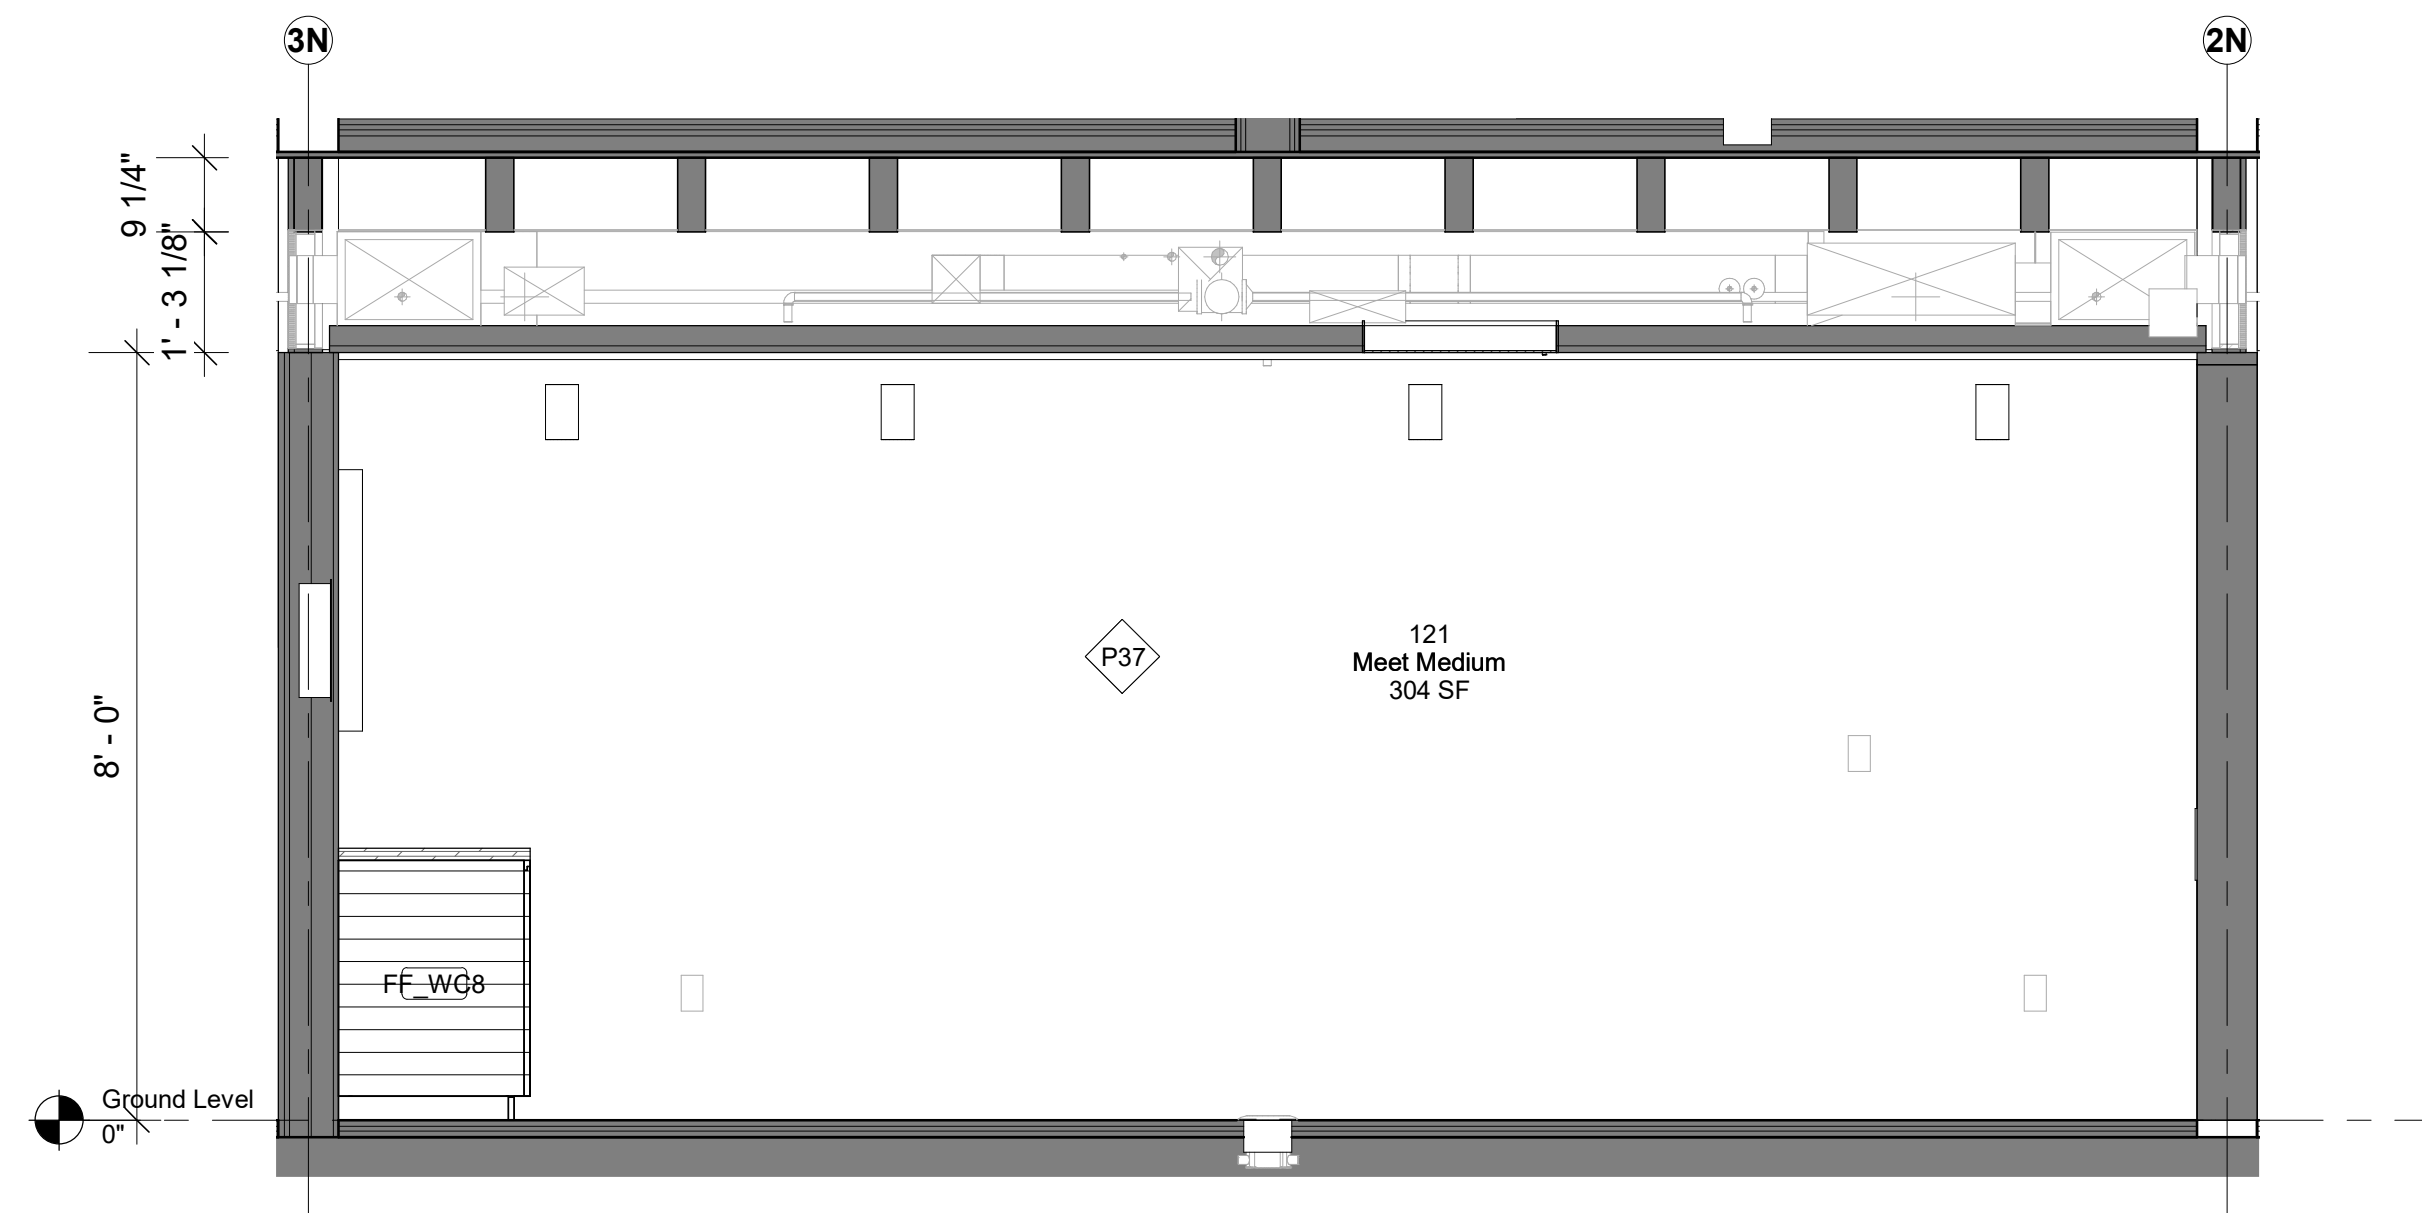 3N
2N
9 1/4"
1' - 3 1/8"
8' - 0"
P37
121
Meet Medium
304 SF
FF_WC8
Ground Level
0"